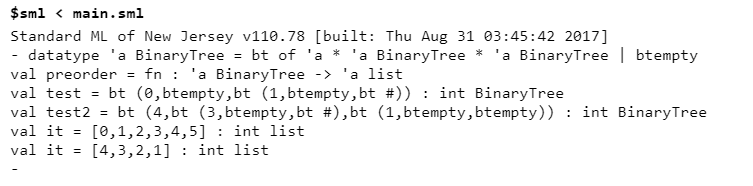 $sml < main.sml
Standard ML of New Jersey v110.78 [built: Thu Aug 31 03:45:42 2017]
- datatype 'a BinaryTree = bt of 'a * 'a BinaryTree * 'a BinaryTree | btempty
val preorder = fn : 'a BinaryTree -> 'a list
val test = bt (0,btempty,bt (1,btempty,bt #)) : int BinaryTree
val test2 = bt (4,bt (3,btempty,bt #),bt (1,btempty,btempty)) : int BinaryTree
val it = [0,1,2,3,4,5] : int list
val it = [4,3,2,1] : int list
-